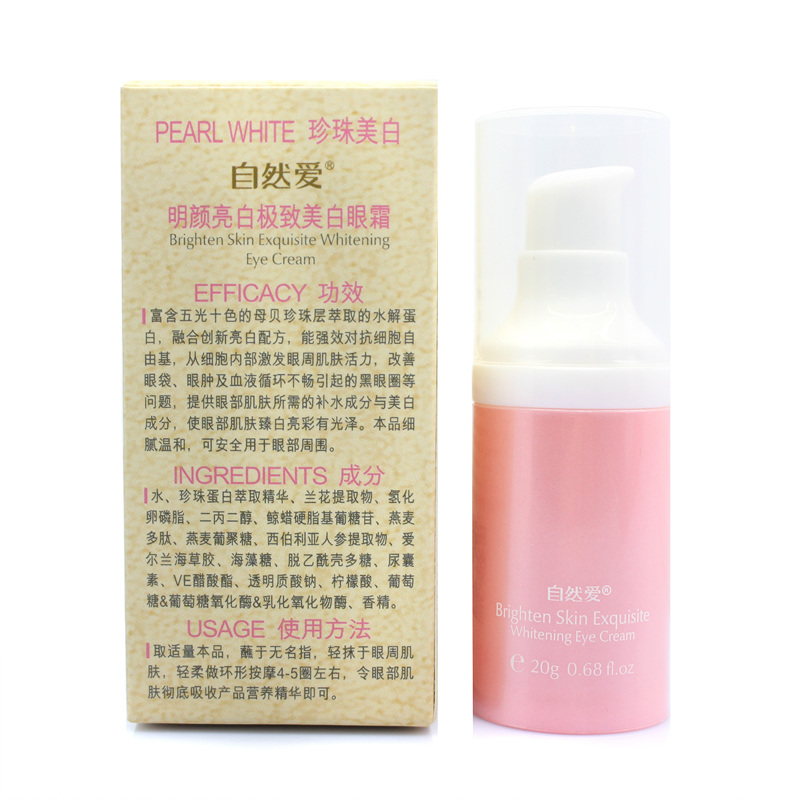 PEARL WHITE 珍珠美白
自然爱®
明颜亮白极致美白眼霜
Brighten Skin Exquisite Whitening
Eye Cream
EFFICACY 功效
富含五光十色的母贝珍珠层萃取的水解蛋
白，融合创新亮白配方，能强效对抗细胞自
由基，从细胞内部激发眼周肌肤活力，改善
眼袋、眼肿及血液循环不畅引起的黑眼圈等
问题，提供眼部肌肤所需的补水成分与美白
成分，使眼部肌肤臻白亮彩有光泽。本品细
腻温和，可安全用于眼部周围。
INGREDIENTS 成分
水、珍珠蛋白萃取精华、兰花提取物、氢化
卵磷脂、二丙二醇、鲸蜡硬脂基葡糖苷、燕麦
多肽、燕麦葡聚糖、西伯利亚人参提取物、爱
尔兰海草胶、海藻糖、脱乙酰壳多糖、尿囊
素、VE醋酸酯、透明质酸钠、柠檬酸、葡萄
糖&葡萄糖氧化酶&乳化氧化物酶、香精。
USAGE 使用方法
取适量本品，蘸于无名指，轻抹于眼周肌
肤，轻柔做环形按摩4-5圈左右，令眼部肌
肤彻底吸收产品营养精华即可。
自然爱®
Brighten Skin Exquisite
Whitening Eye Cream
e 20g 0.68 fl.oz